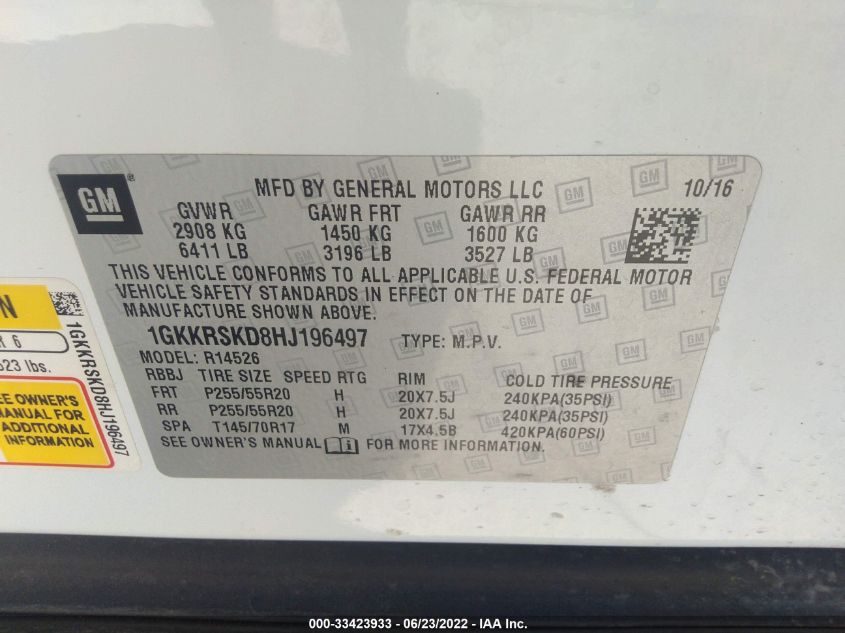 GM
MFD BY GENERAL MOTORS LLC 10/16
GVWR GAWR FRT GAWR RR
2908 KG 1450 KG 1600 KG
6411 LB 3196 LB 3527 LB
THIS VEHICLE CONFORMS TO ALL APPLICABLE U.S. FEDERAL MOTOR
VEHICLE SAFETY STANDARDS IN EFFECT ON THE DATE OF
MANUFACTURE SHOWN ABOVE.
1GKKRSKD8HJ196497 TYPE: M.P.V.
MODEL: R14526
RBBJ TIRE SIZE SPEED RTG RIM COLD TIRE PRESSURE
FRT P255/55R20 H 20X7.5J 240KPA(35PSI)
RR P255/55R20 H 20X7.5J 240KPA(35PSI)
SPA T145/70R17 M 17X4.5B 420KPA(60PSI)
SEE OWNER'S MANUAL FOR MORE INFORMATION.
N
R 6
523 lbs.
SEE OWNER'S
MANUAL FOR
ADDITIONAL
INFORMATION
1GKKRSKD8HJ196497
000-33423933 - 06/23/2022 - IAA Inc.